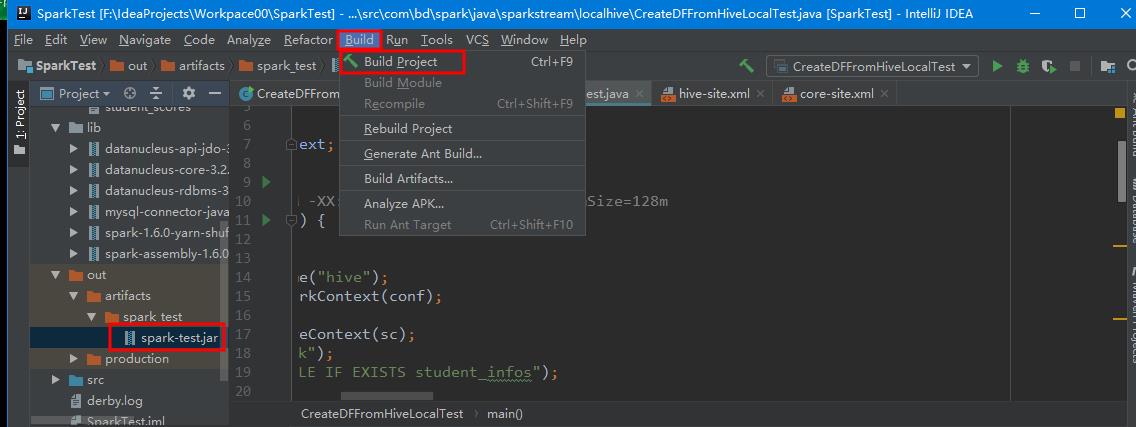 SparkTest [F:\IdeaProjects\Workpace00\SparkTest] - ...\src\com\bd\spark\java\sparkstream\localhive\CreateDFFromHiveLocalTest.java [SparkTest] - IntelliJ IDEA
File Edit View Navigate Code Analyze Refactor Build Run Tools VCS Window Help
SparkTest out artifacts spark_test
CreateDFFromHiveLocalTest
Build Project Ctrl+F9
Build Module
Recompile Ctrl+Shift+F9
Rebuild Project
Generate Ant Build...
Build Artifacts...
Analyze APK...
Run Ant Target Ctrl+Shift+F10
1: Project
Project
student_scores
lib
datanucleus-api-jdo-3
datanucleus-core-3.2.
datanucleus-rdbms-3
mysql-connector-java
spark-1.6.0-yarn-shuf
spark-assembly-1.6.0
out
artifacts
spark test
spark-test.jar
production
src
derby.log
SparkTest.iml
CreateDFFrom
est.java
hive-site.xml
core-site.xml
5
6
7 ext;
8
9
10 -XX: Size=128m
11 ) {
12
13
14 e("hive");
15 rkContext(conf);
16
17 eContext(sc);
18 k");
19 LE IF EXISTS student_infos");
20
CreateDFFromHiveLocalTest main()
Ant Build
Database
Maven Projects